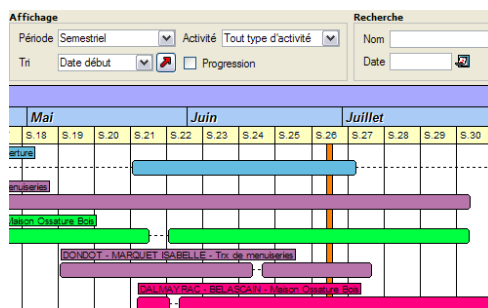 Affichage Recherche
Période Semestriel Activité Tout type d'activité Nom
Tri Date début Progression Date
Mai Juin Juillet
S.18 S.19 S.20 S.21 S.22 S.23 S.24 S.25 S.26 S.27 S.28 S.29 S.30
erture
enuiseries
Maison Ossature Bois
DONDOT - MARQUET ISABELLE - Trx de menuiseries
DALMAYRAC - BELASCAIN - Maison Ossature Bois